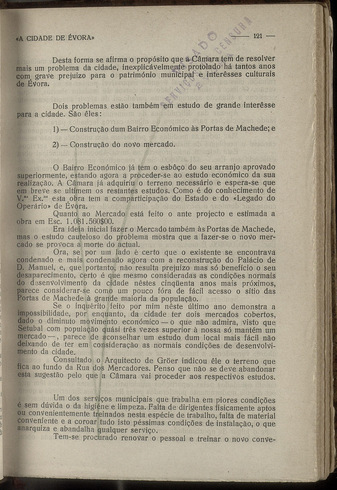 «A CIDADE DE ÉVORA» — 121 —
Desta forma se afirma o propósito que a Câmara tem de resolver
mais um problema da cidade, inexplicàvelmente protelado há tantos anos
com grave prejuízo para o património municipal e interêsses culturais
de Évora.
Dois problemas estão também em estudo de grande interêsse
para a cidade. São êles:
1) — Construção dum Bairro Económico às Portas de Machede; e
2) — Construção do novo mercado.
O Bairro Económico já tem o esbôço do seu arranjo aprovado
superiormente, estando agora a proceder-se ao estudo económico da sua
realização. A Câmara já adquiriu o terreno necessário e espera-se que
em breve se ultimem os restantes estudos. Como é do conhecimento de
V.ᵃˢ Ex.ᵃˢ esta obra tem a comparticipação do Estado e do «Legado do
Operário» de Évora.
Quanto ao Mercado está feito o ante projecto e estimada a
obra em Esc. 1.081.500$00.
Era ideia inicial fazer o Mercado também às Portas de Machede,
mas o estudo cauteloso do problema mostra que a fazer-se o novo mer-
cado se provoca a morte do actual.
Ora, se por um lado é certo que o existente se encontrava
condenado e mais condenado agora com a reconstrução do Palácio de
D. Manuel, e, que portanto, não resulta prejuízo mas só benefício o seu
desaparecimento, certo é que mesmo consideradas as condições normais
do desenvolvimento da cidade nêstes cinqüenta anos mais próximos,
parece considerar-se como um pouco fóra de fácil acesso o sítio das
Portas de Machede à grande maioria da população.
Se o inquérito feito por mim nêste último ano demonstra a
impossibilidade, por enquanto, da cidade ter dois mercados cobertos,
dado o diminuto movimento económico — o que não admira, visto que
Setubal com população quási três vezes superior à nossa só mantém um
mercado —, parece de aconselhar um estudo dum local mais fácil não
deixando de ter em consideração as normais condições de desenvolvi-
mento da cidade.
Consultado o Arquitecto de Gröer indicou êle o terreno que
fica ao fundo da Rua dos Mercadores. Penso que não se deve abandonar
esta sugestão pelo que a Câmara vai proceder aos respectivos estudos.
Um dos serviços municipais que trabalha em piores condições
é sem dúvida o da higiéne e limpeza. Falta de dirigentes fisicamente aptos
ou convenientemente treinados nesta espécie de trabalho, falta de material
conveniente e a coroar tudo isto péssimas condições de instalação, o que
anarquiza e abandalha qualquer serviço.
Tem-se procurado renovar o pessoal e treinar o novo conve-